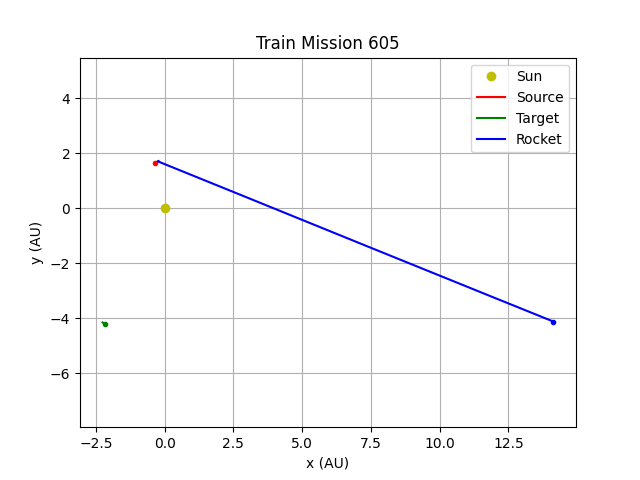 Train Mission 605
Sun
Source
Target
Rocket
4
2
0
−2
−4
−6
y (AU)
−2.5
0.0
2.5
5.0
7.5
10.0
12.5
x (AU)